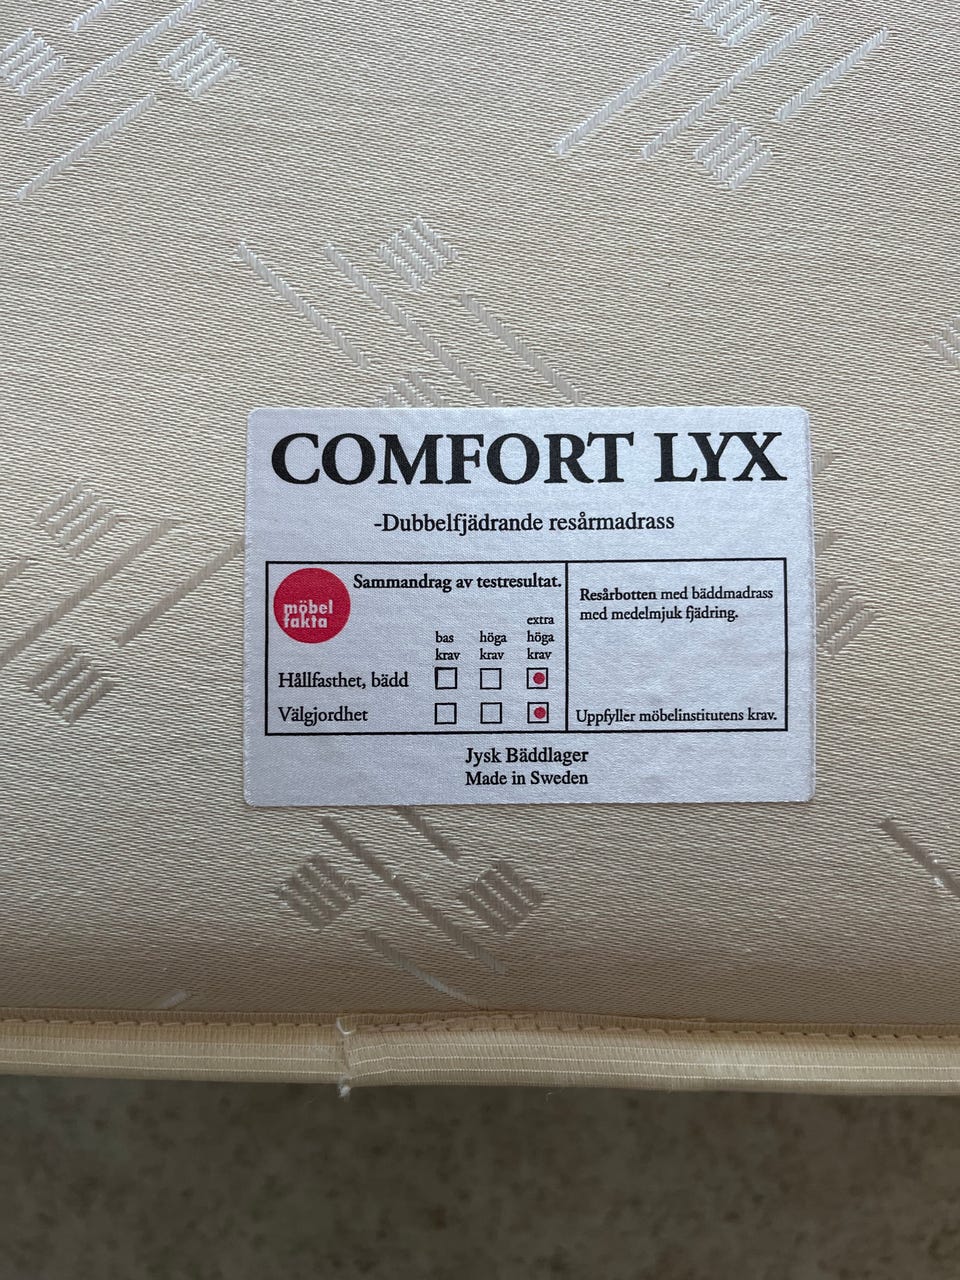 COMFORT LYX
-Dubbelfjädrande resårmadrass
möbel
fakta
Sammandrag av testresultat.
bas
krav
höga
krav
extra
höga
krav
Hållfasthet, bädd
Välgjordhet
Resårbotten med bäddmadrass
med medelmjuk fjädring.
Uppfyller möbelinstitutens krav.
Jysk Bäddlager
Made in Sweden